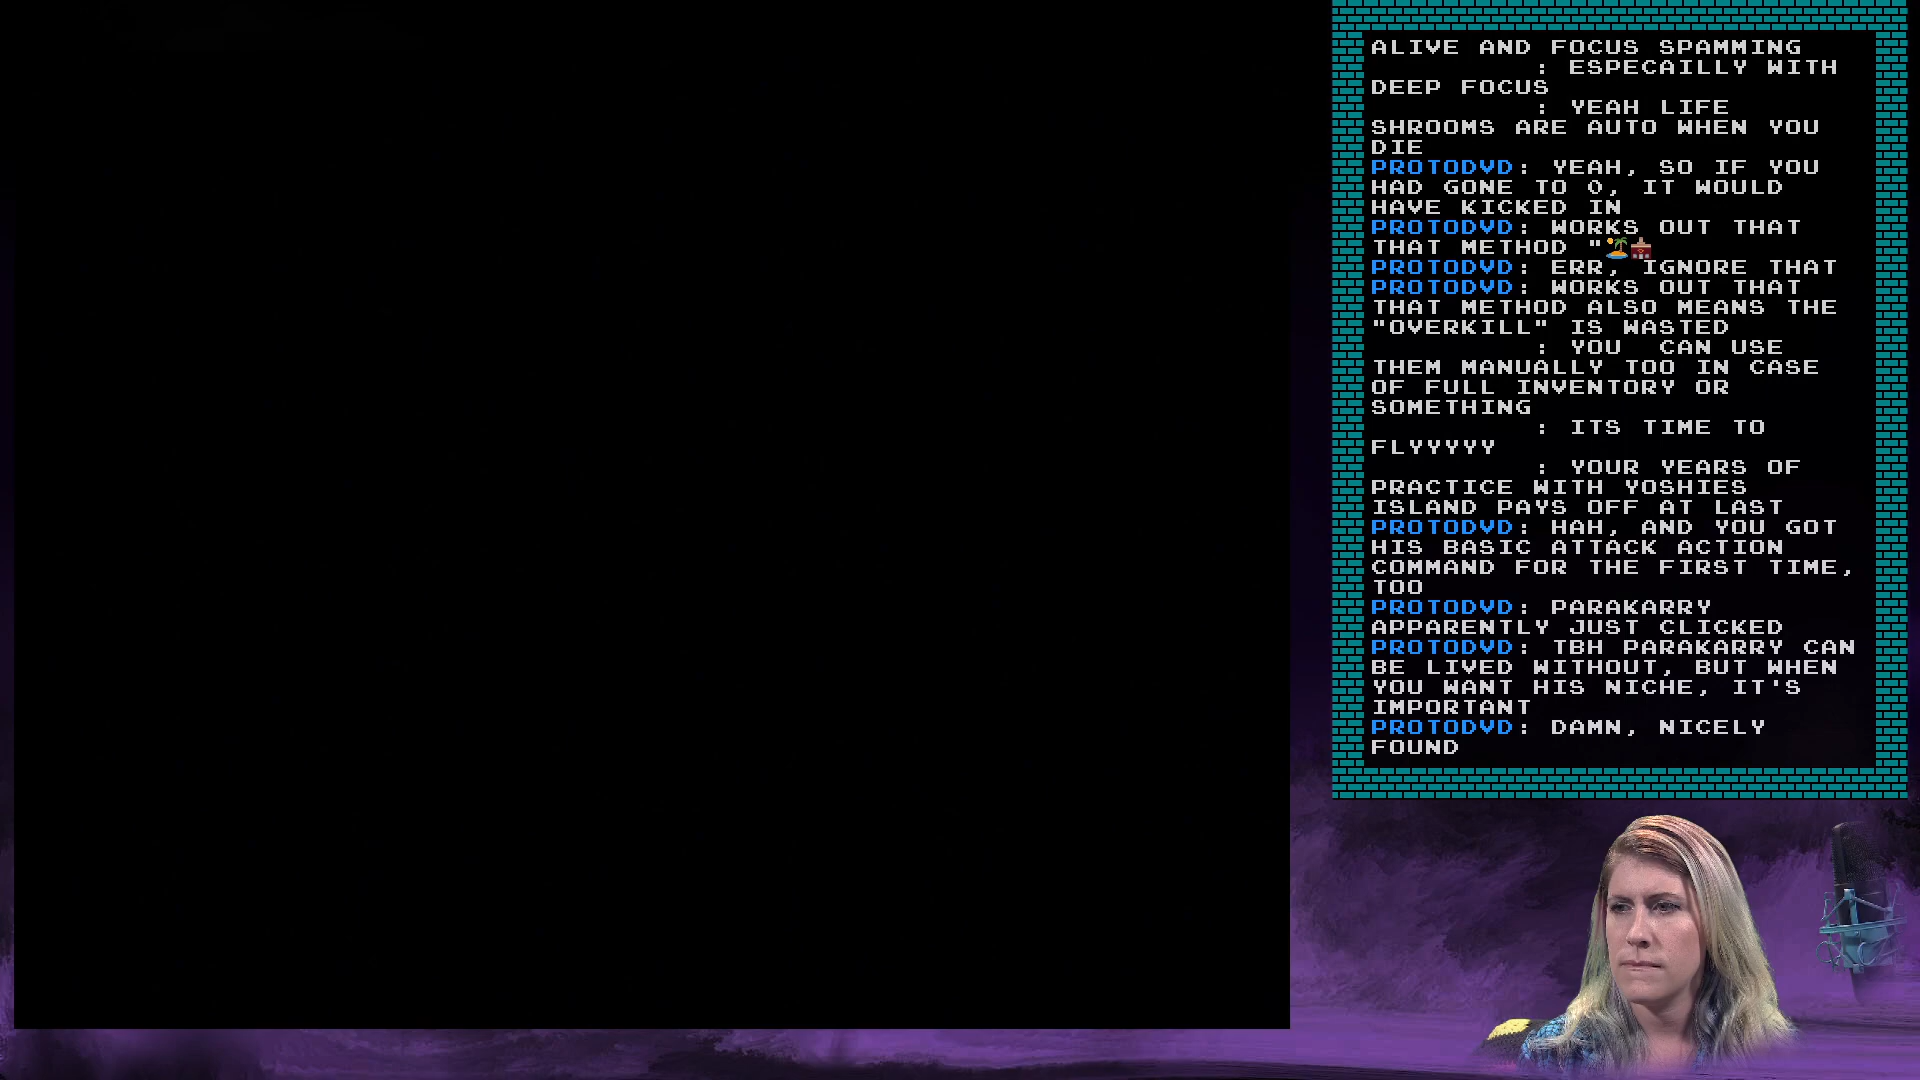 ALIVE AND FOCUS SPAMMING
: ESPECAILLY WITH
DEEP FOCUS
: YEAH LIFE
SHROOMS ARE AUTO WHEN YOU
DIE
PROTODVD: YEAH, SO IF YOU
HAD GONE TO 0, IT WOULD
HAVE KICKED IN
PROTODVD: WORKS OUT THAT
THAT METHOD "🏝️🏩
PROTODVD: ERR, IGNORE THAT
PROTODVD: WORKS OUT THAT
THAT METHOD ALSO MEANS THE
"OVERKILL" IS WASTED
: YOU  CAN USE
THEM MANUALLY TOO IN CASE
OF FULL INVENTORY OR
SOMETHING
: ITS TIME TO
FLYYYYY
: YOUR YEARS OF
PRACTICE WITH YOSHIES
ISLAND PAYS OFF AT LAST
PROTODVD: HAH, AND YOU GOT
HIS BASIC ATTACK ACTION
COMMAND FOR THE FIRST TIME,
TOO
PROTODVD: PARAKARRY
APPARENTLY JUST CLICKED
PROTODVD: TBH PARAKARRY CAN
BE LIVED WITHOUT, BUT WHEN
YOU WANT HIS NICHE, IT'S
IMPORTANT
PROTODVD: DAMN, NICELY
FOUND